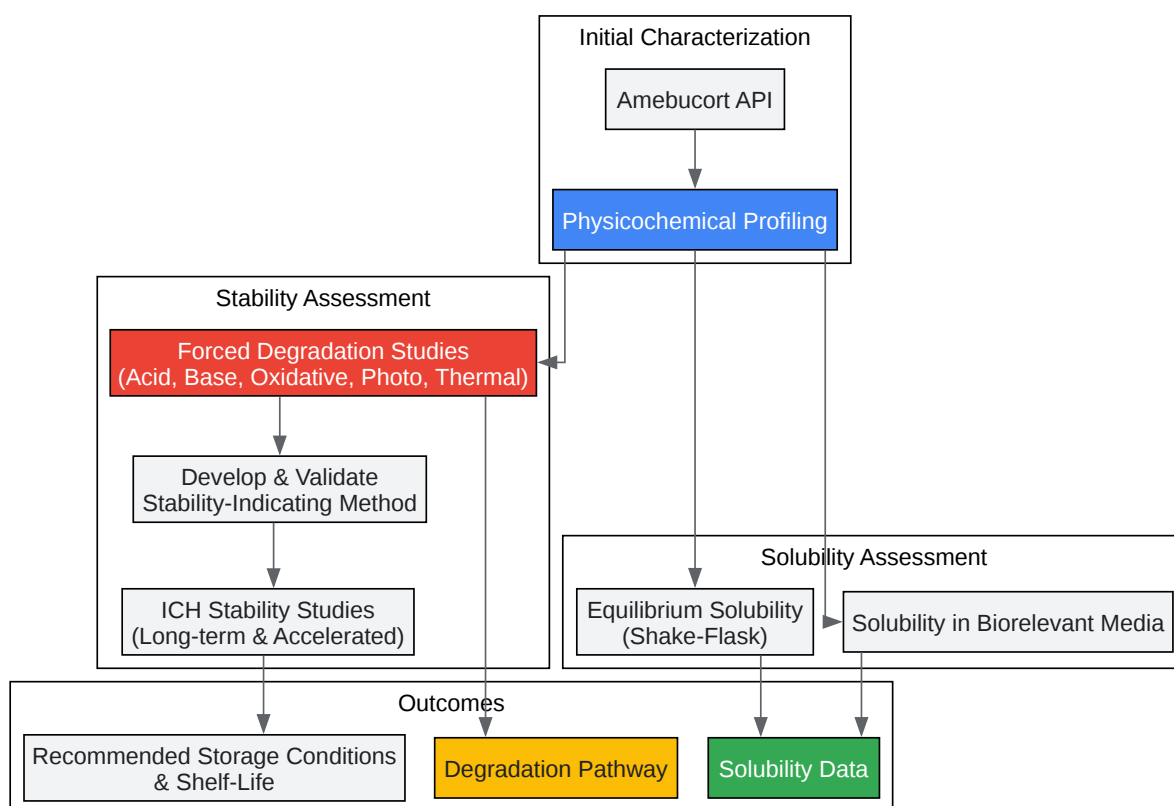 Initial Characterization
Amebucort API
Physicochemical Profiling
Stability Assessment
Forced Degradation Studies
(Acid, Base, Oxidative, Photo, Thermal)
Develop & Validate
Stability-Indicating Method
ICH Stability Studies
(Long-term & Accelerated)
Solubility Assessment
Equilibrium Solubility
(Shake-Flask)
Solubility in Biorelevant Media
Outcomes
Recommended Storage Conditions
& Shelf-Life
Degradation Pathway
Solubility Data